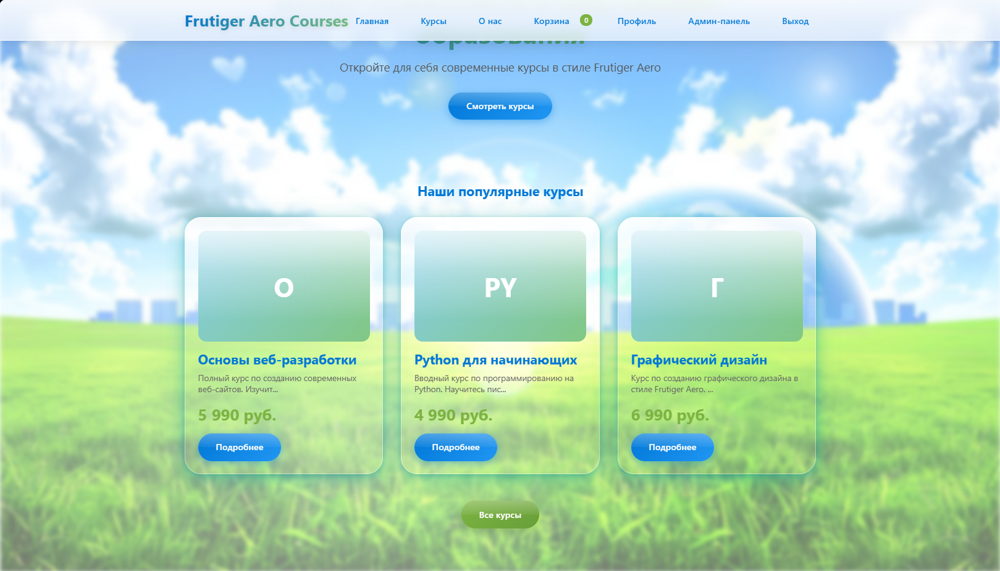 Frutiger Aero Courses Главная Курсы О нас Корзина 0 Профиль Админ-панель Выход
образования
Откройте для себя современные курсы в стиле Frutiger Aero
Смотреть курсы
Наши популярные курсы
О
Основы веб-разработки
Полный курс по созданию современных
веб-сайтов. Изучит...
5 990 руб.
Подробнее
PY
Python для начинающих
Вводный курс по программированию на
Python. Научитесь пис...
4 990 руб.
Подробнее
Г
Графический дизайн
Курс по созданию графического дизайна в
стиле Frutiger Aero. ...
6 990 руб.
Подробнее
Все курсы